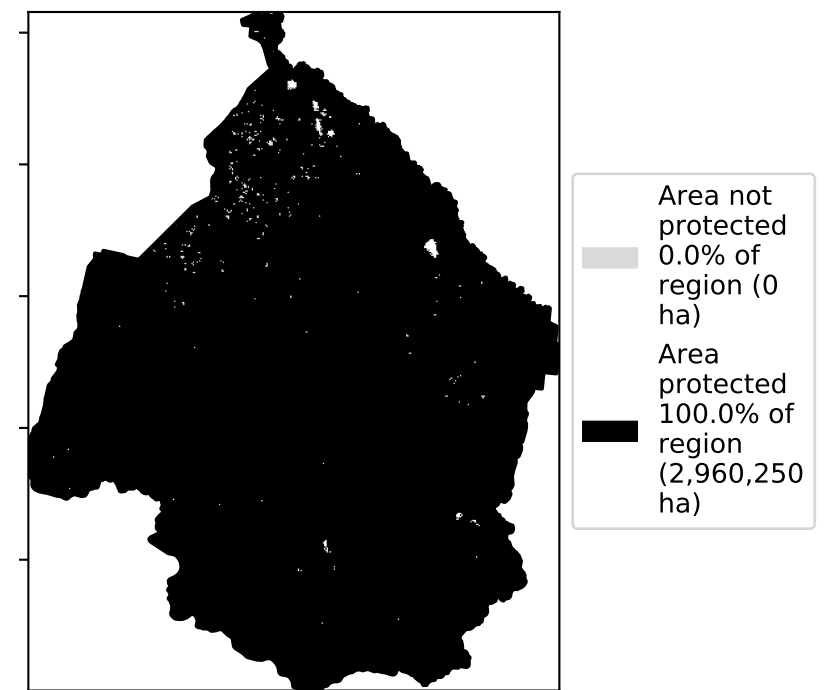 Area not
protected
0.0% of
region (0
ha)
Area
protected
100.0% of
region
(2,960,250
ha)